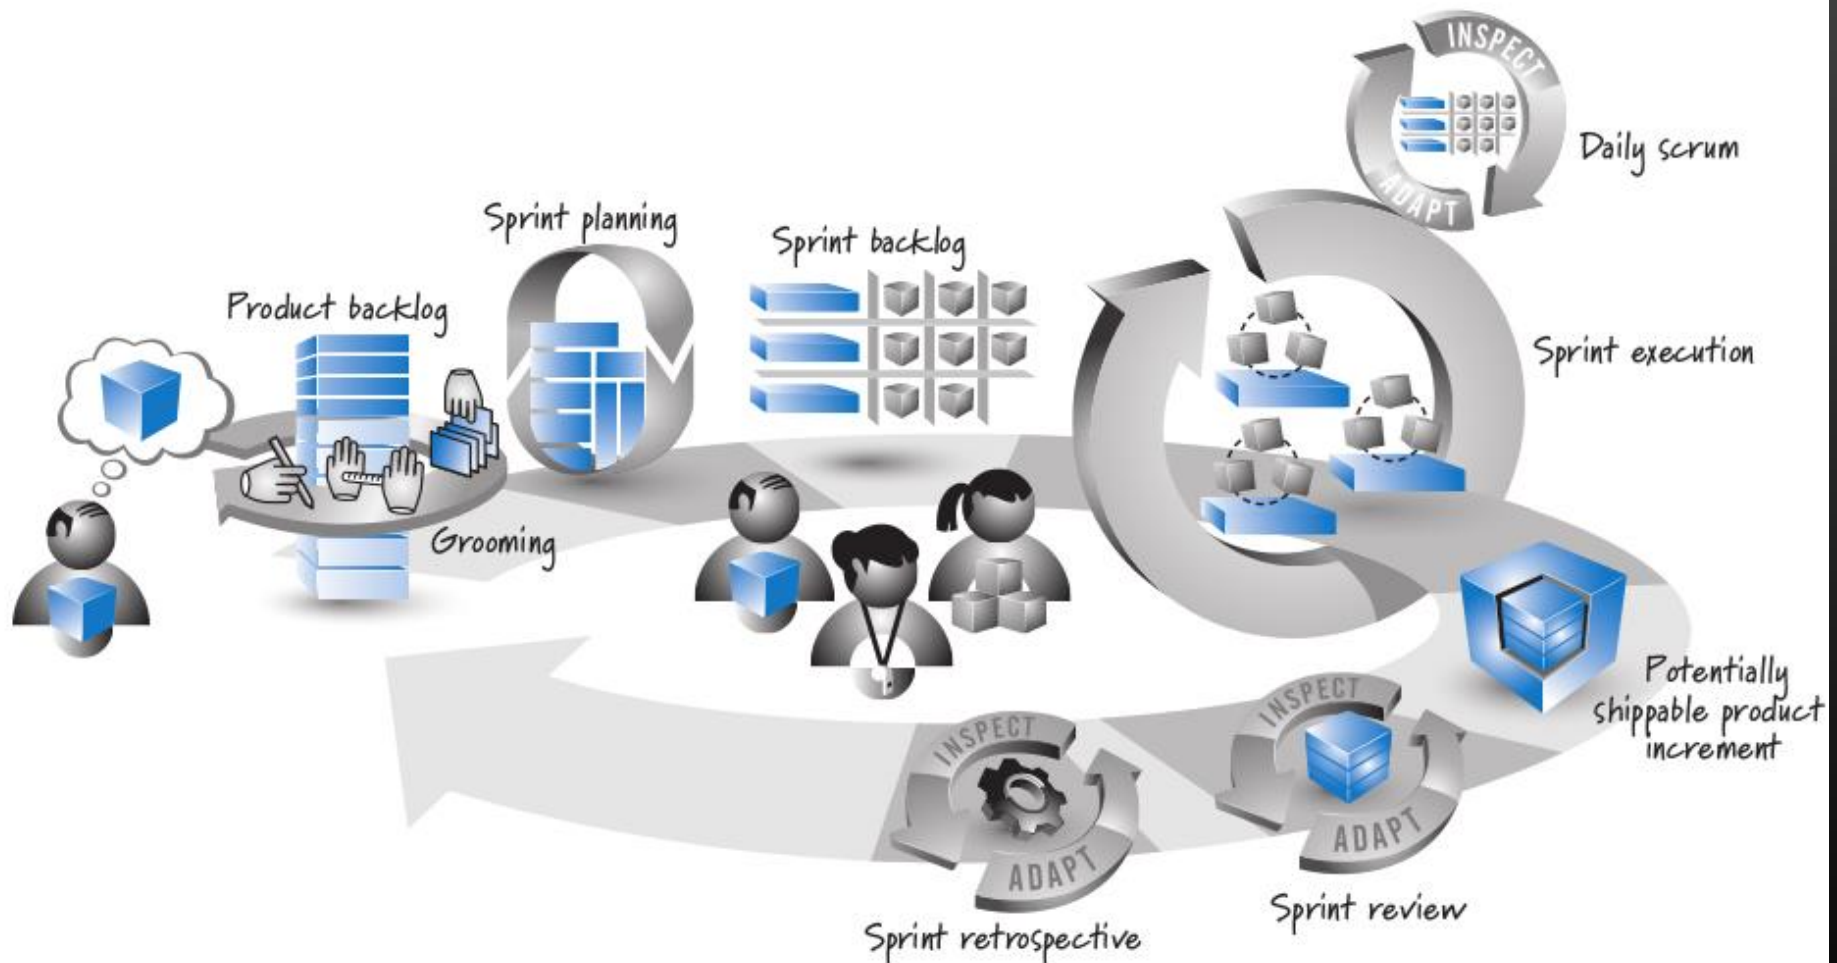 INSPECT
ADAPT
Daily scrum
Sprint planning
Sprint backlog
Product backlog
Sprint execution
Grooming
Potentially
shippable product
increment
INSPECT
ADAPT
Sprint review
INSPECT
ADAPT
Sprint retrospective